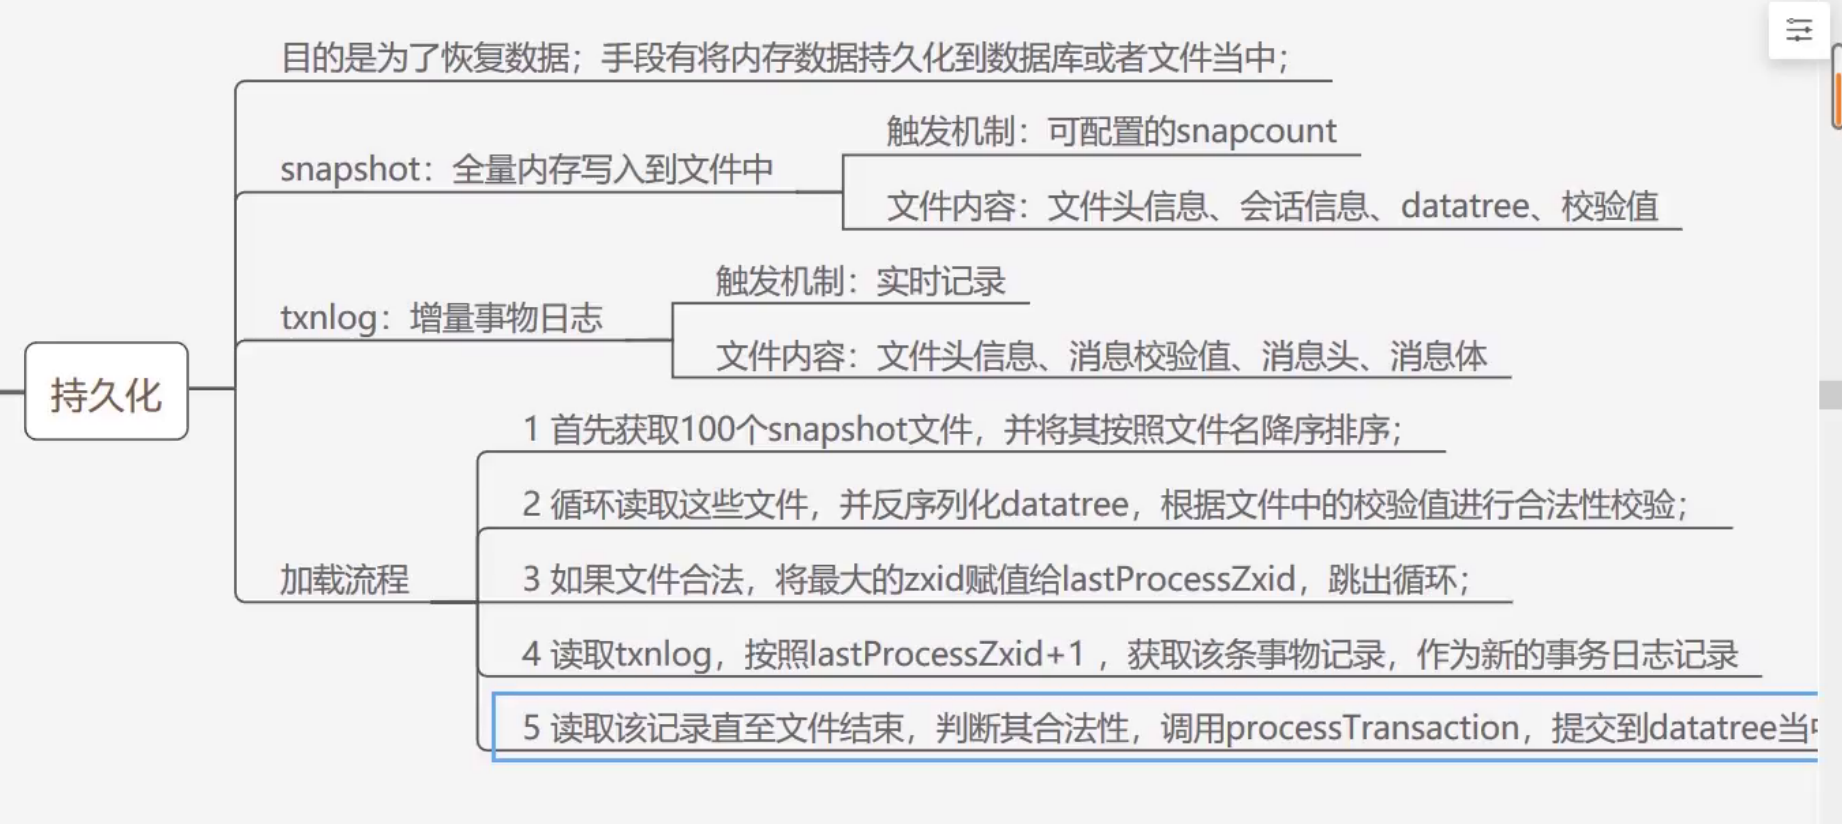 目的是为了恢复数据；手段有将内存数据持久化到数据库或者文件当中；
触发机制：可配置的snapcount
snapshot：全量内存写入到文件中
文件内容：文件头信息、会话信息、datatree、校验值
触发机制：实时记录
txnlog：增量事物日志
文件内容：文件头信息、消息校验值、消息头、消息体
持久化
1 首先获取100个snapshot文件，并将其按照文件名降序排序；
2 循环读取这些文件，并反序列化datatree，根据文件中的校验值进行合法性校验；
加载流程
3 如果文件合法，将最大的zxid赋值给lastProcessZxid，跳出循环；
4 读取txnlog，按照lastProcessZxid+1 ，获取该条事物记录，作为新的事务日志记录
5 读取该记录直至文件结束，判断其合法性，调用processTransaction，提交到datatree当